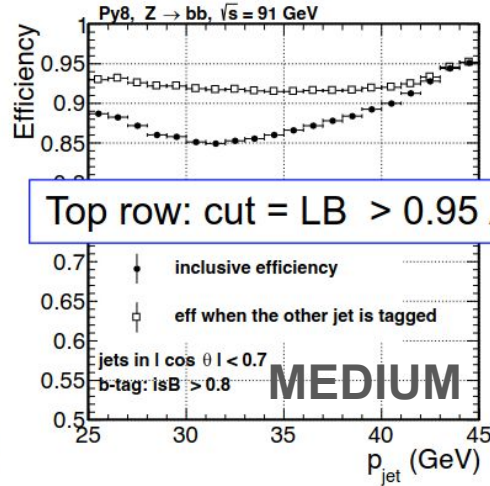 Py8, Z → bb, √s = 91 GeV
Efficiency
1
0.95
0.9
0.85
Top row: cut = LB > 0.95
0.7
0.65
0.6
0.55
0.5
inclusive efficiency
eff when the other jet is tagged
jets in | cos θ | < 0.7
b-tag: isB > 0.8
MEDIUM
25 30 35 40 45
p_jet (GeV)